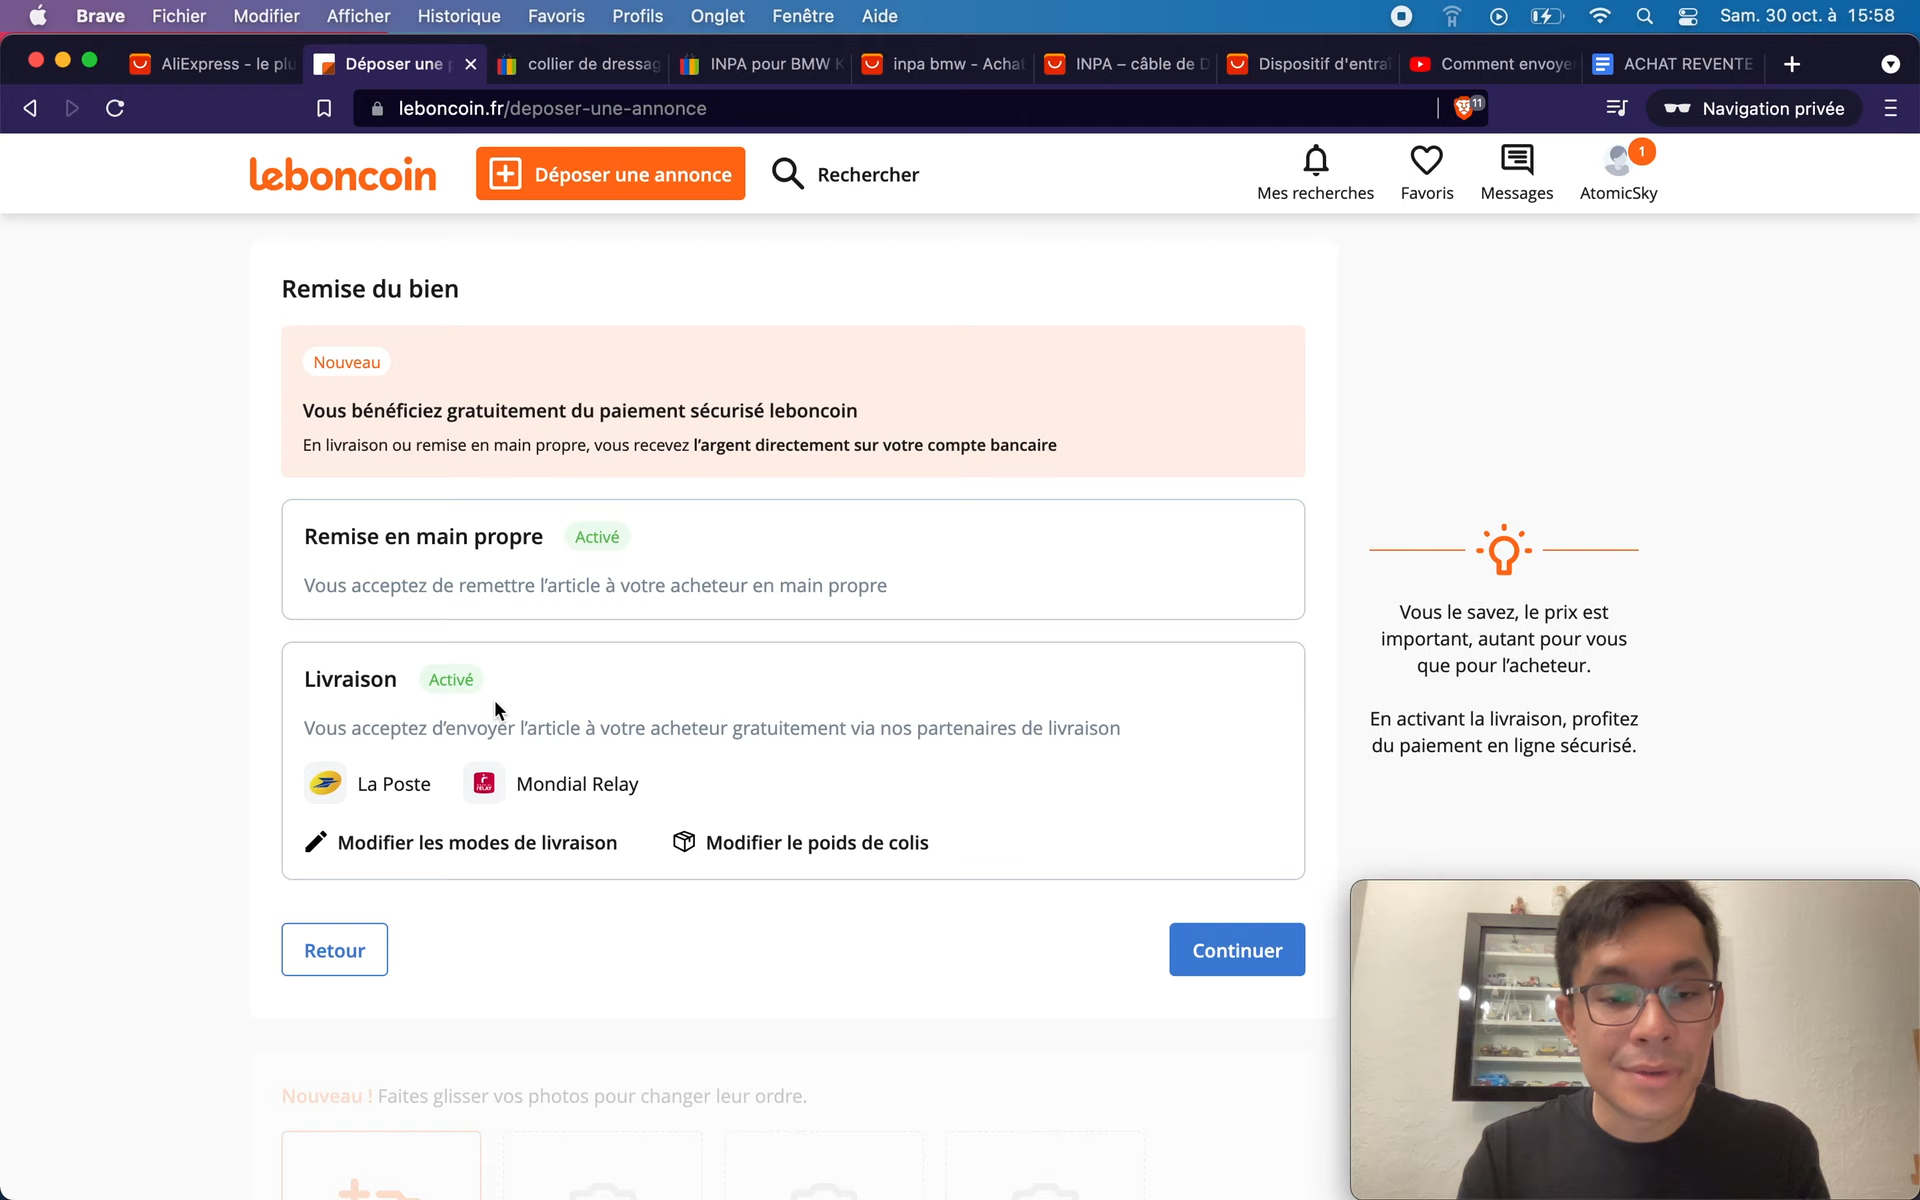 Brave Fichier Modifier Afficher Historique Favoris Profils Onglet Fenêtre Aide Sam. 30 oct. à 15:58
AliExpress - le plu Déposer une collier de dressag INPA pour BMW inpa bmw - Achat INPA – câble de D Dispositif d'entraî Comment envoye ACHAT REVENTE
leboncoin.fr/deposer-une-annonce 11 Navigation privée
leboncoin Déposer une annonce Rechercher Mes recherches Favoris Messages 1 AtomicSky
Remise du bien
Nouveau
Vous bénéficiez gratuitement du paiement sécurisé leboncoin
En livraison ou remise en main propre, vous recevez l'argent directement sur votre compte bancaire
Remise en main propre Activé
Vous acceptez de remettre l'article à votre acheteur en main propre
Livraison Activé
Vous acceptez d'envoyer l'article à votre acheteur gratuitement via nos partenaires de livraison
La Poste Mondial Relay
Modifier les modes de livraison Modifier le poids de colis
Retour Continuer
Vous le savez, le prix est
important, autant pour vous
que pour l'acheteur.
En activant la livraison, profitez
du paiement en ligne sécurisé.
Nouveau ! Faites glisser vos photos pour changer leur ordre.